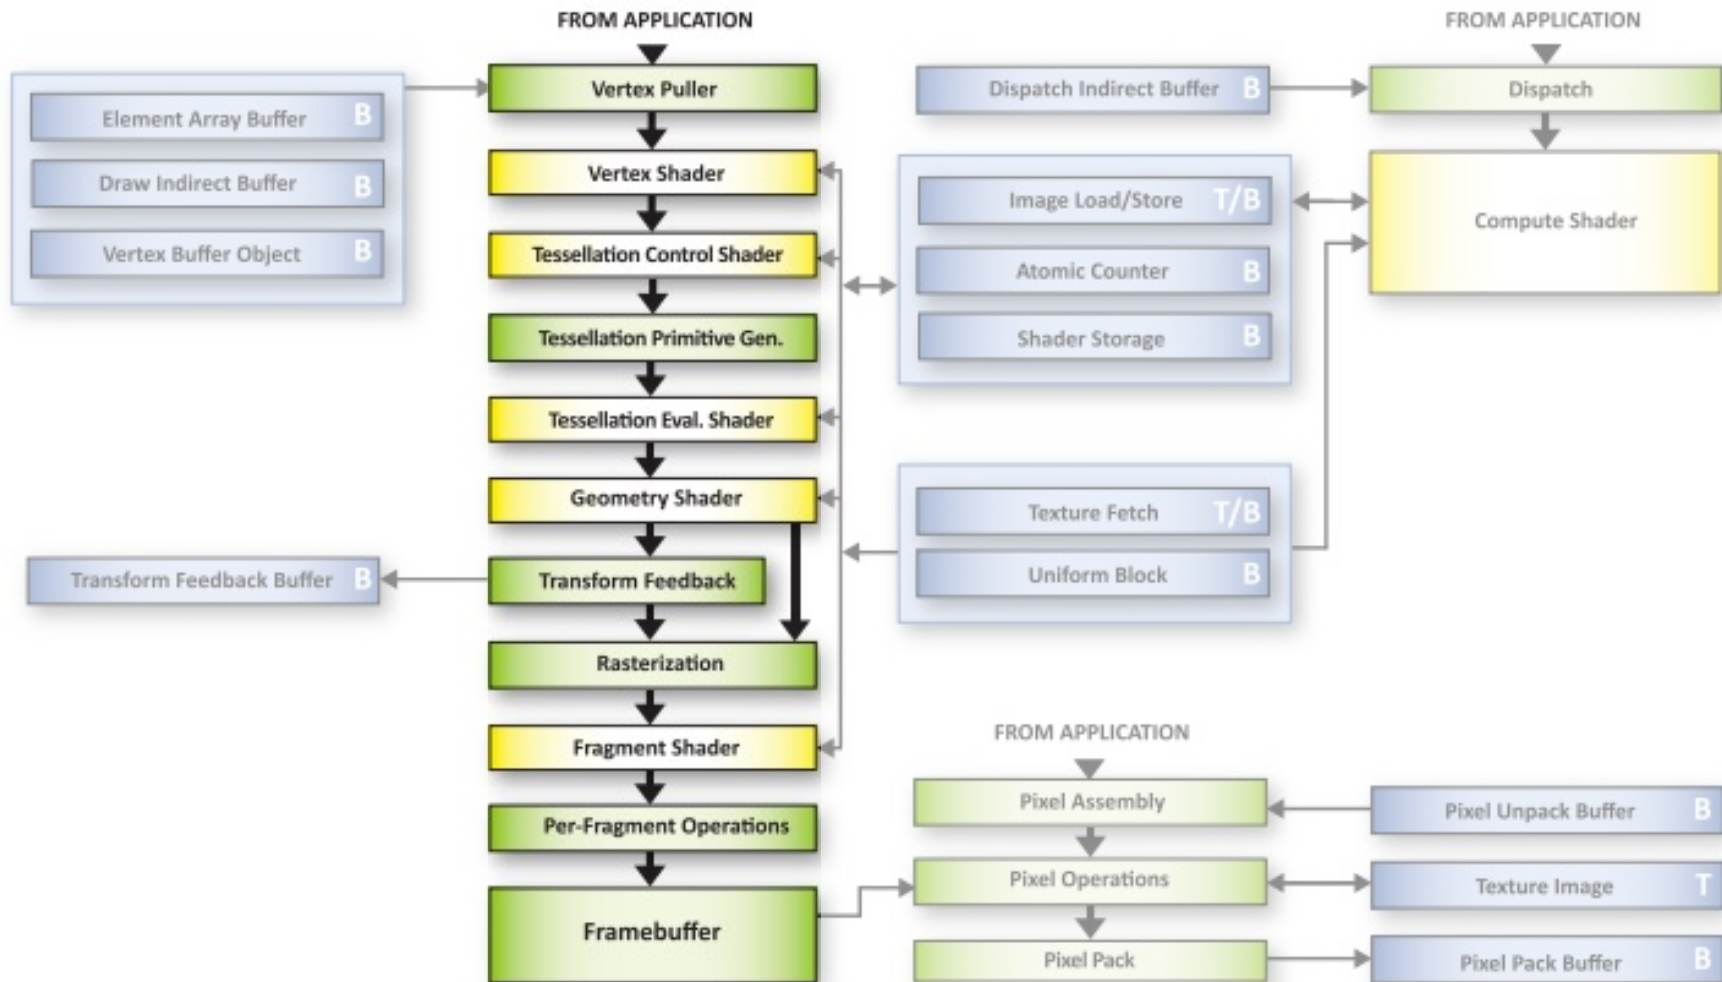 FROM APPLICATION
Vertex Puller
Vertex Shader
Tessellation Control Shader
Tessellation Primitive Gen.
Tessellation Eval. Shader
Geometry Shader
Transform Feedback
Rasterization
Fragment Shader
Per-Fragment Operations
Framebuffer
Element Array Buffer B
Draw Indirect Buffer B
Vertex Buffer Object B
Transform Feedback Buffer B
FROM APPLICATION
Dispatch Indirect Buffer B
Dispatch
Image Load/Store T/B
Atomic Counter B
Shader Storage B
Compute Shader
Texture Fetch T/B
Uniform Block B
FROM APPLICATION
Pixel Assembly
Pixel Unpack Buffer B
Pixel Operations
Texture Image T
Pixel Pack
Pixel Pack Buffer B